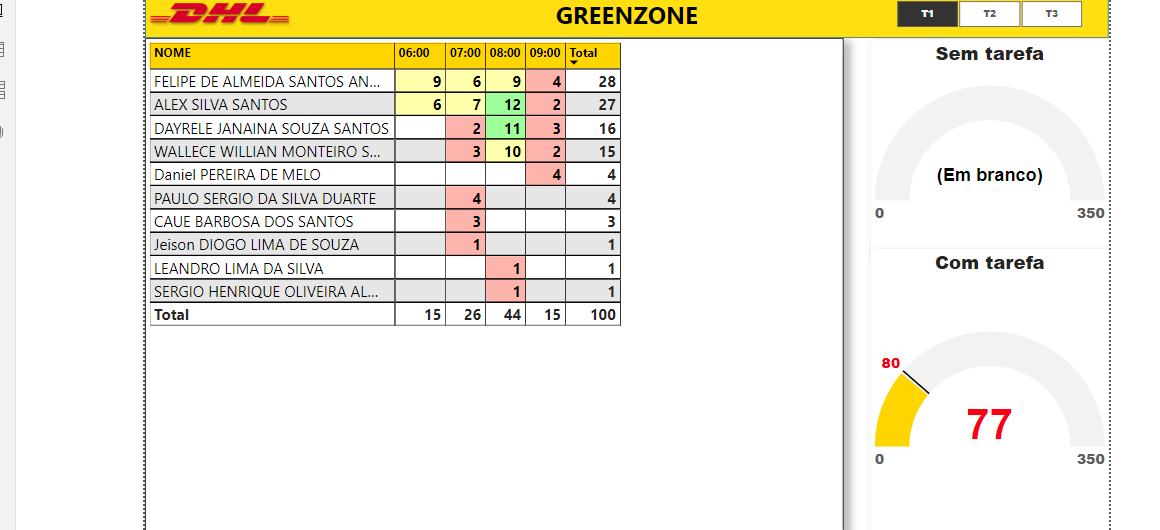 DHL
GREENZONE
T1 T2 T3
NOME 06:00 07:00 08:00 09:00 Total
FELIPE DE ALMEIDA SANTOS AN... 9 6 9 4 28
ALEX SILVA SANTOS 6 7 12 2 27
DAYRELE JANAINA SOUZA SANTOS 2 11 3 16
WALLECE WILLIAN MONTEIRO S... 3 10 2 15
Daniel PEREIRA DE MELO 4 4
PAULO SERGIO DA SILVA DUARTE 4 4
CAUE BARBOSA DOS SANTOS 3 3
Jeison DIOGO LIMA DE SOUZA 1 1
LEANDRO LIMA DA SILVA 1 1
SERGIO HENRIQUE OLIVEIRA AL... 1 1
Total 15 26 44 15 100
Sem tarefa
(Em branco)
0 350
Com tarefa
80
77
0 350